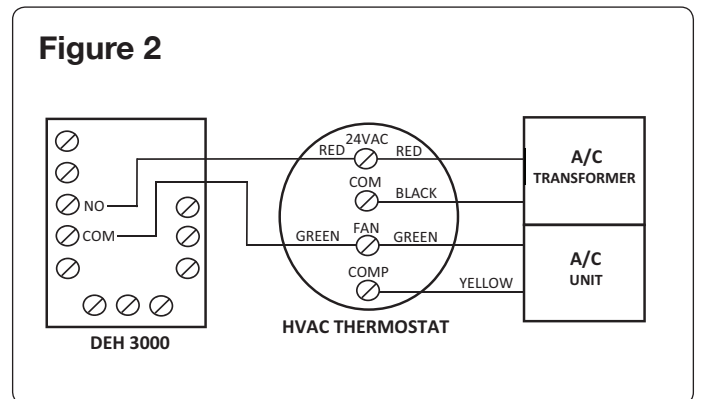 Figure 2
24VAC
RED
RED
A/C
TRANSFORMER
COM
BLACK
NO
COM
FAN
GREEN
GREEN
A/C
UNIT
COMP
YELLOW
HVAC THERMOSTAT
DEH 3000